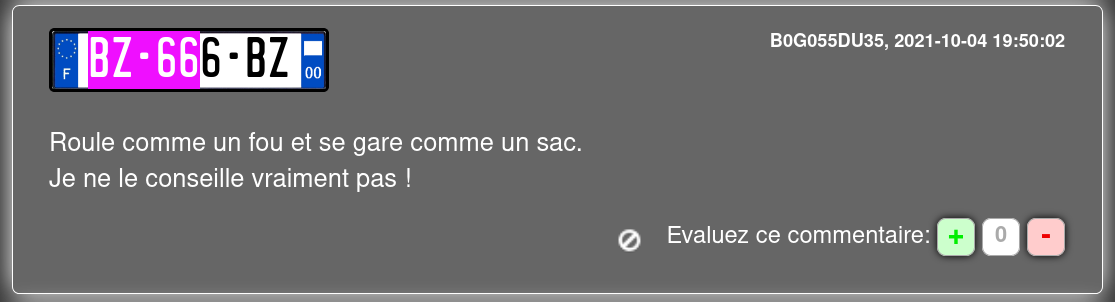 F BZ-666-BZ 00
B0G055DU35, 2021-10-04 19:50:02
Roule comme un fou et se gare comme un sac.
Je ne le conseille vraiment pas !
Evaluez ce commentaire: + 0 -